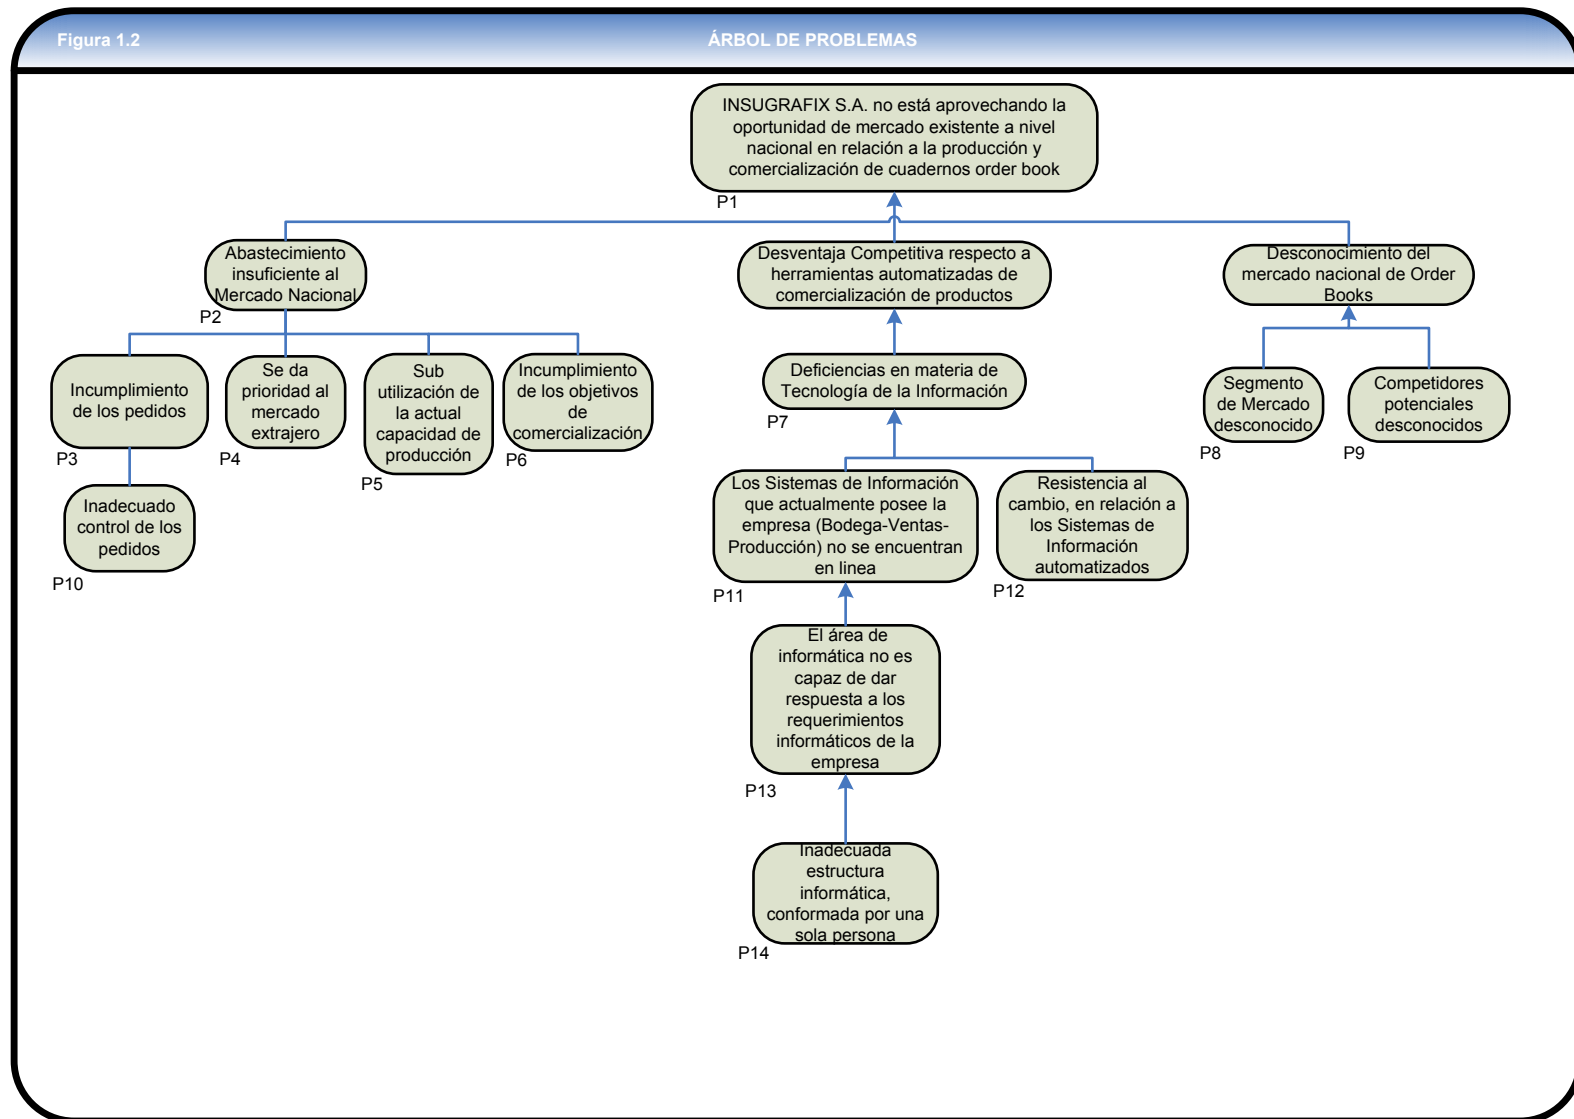 Figura 1.2
ÁRBOL DE PROBLEMAS
INSUGRAFIX S.A. no está aprovechando la
oportunidad de mercado existente a nivel
nacional en relación a la producción y
comercialización de cuadernos order book
P1
Abastecimiento
insuficiente al
Mercado Nacional
P2
Desventaja Competitiva respecto a
herramientas automatizadas de
comercialización de productos
Desconocimiento del
mercado nacional de Order
Books
Incumplimiento
de los pedidos
P3
Se da
prioridad al
mercado
extrajero
P4
Sub
utilización de
la actual
capacidad de
producción
P5
Incumplimiento
de los objetivos
de
comercialización
P6
Deficiencias en materia de
Tecnología de la Información
P7
Segmento
de Mercado
desconocido
P8
Competidores
potenciales
desconocidos
P9
Inadecuado
control de los
pedidos
P10
Los Sistemas de Información
que actualmente posee la
empresa (Bodega-Ventas-
Producción) no se encuentran
en linea
P11
Resistencia al
cambio, en relación a
los Sistemas de
Información
automatizados
P12
El área de
informática no es
capaz de dar
respuesta a los
requerimientos
informáticos de la
empresa
P13
Inadecuada
estructura
informática,
conformada por una
sola persona
P14